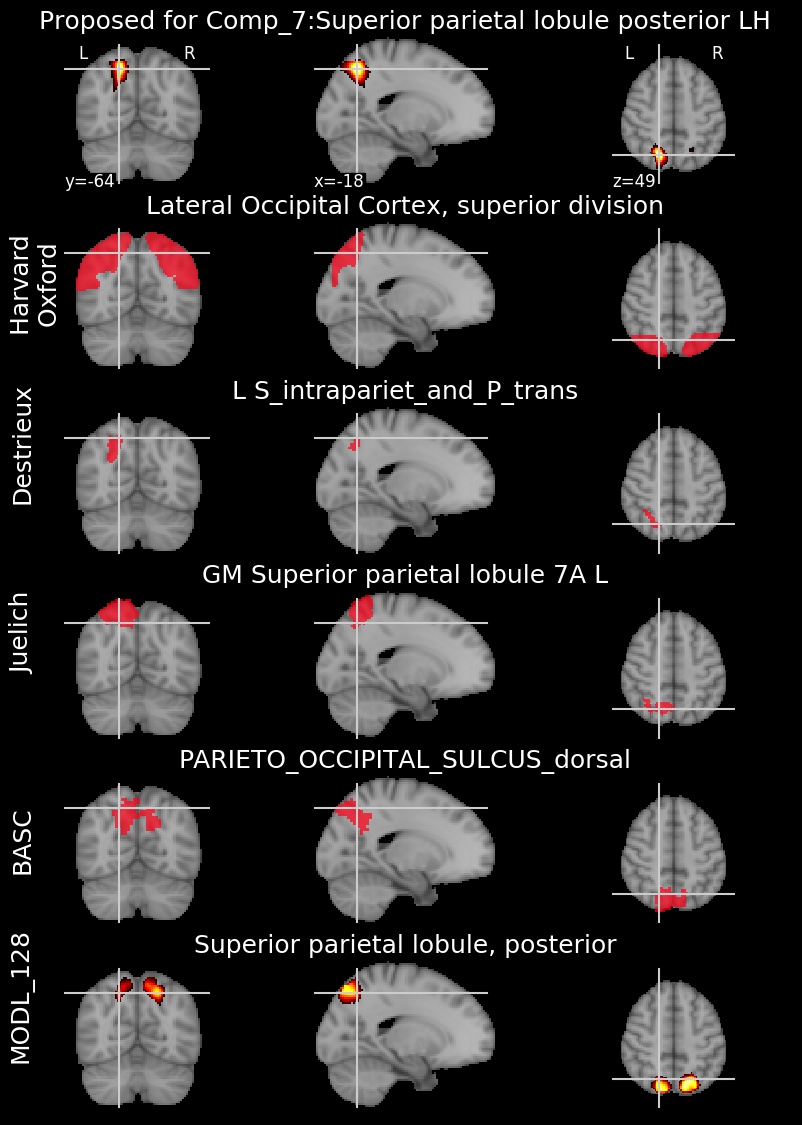 Proposed for Comp_7:Superior parietal lobule posterior LH
L R
L R
y=-64
x=-18
z=49
Lateral Occipital Cortex, superior division
Harvard
Oxford
L S_intrapariet_and_P_trans
Destrieux
GM Superior parietal lobule 7A L
Juelich
PARIETO_OCCIPITAL_SULCUS_dorsal
BASC
Superior parietal lobule, posterior
MODL_128